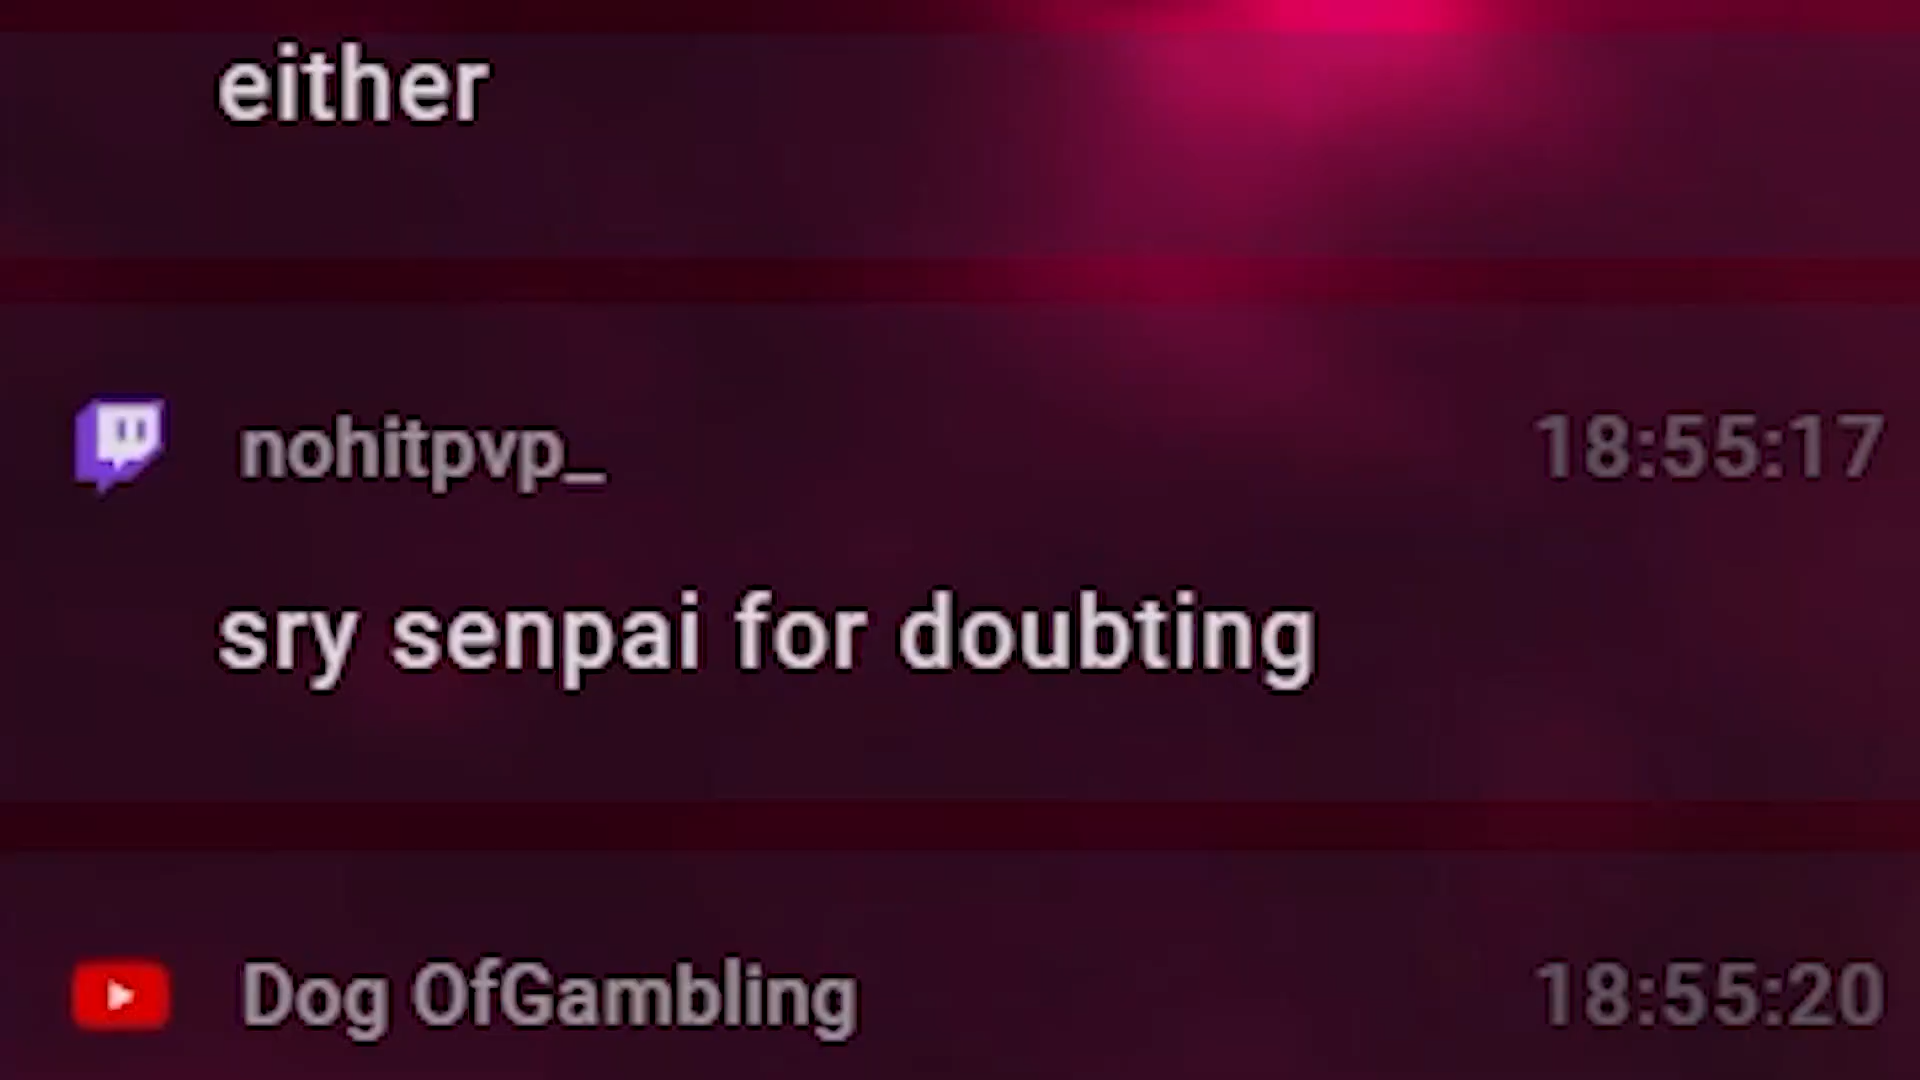 either
nohitpvp_ 18:55:17
sry senpai for doubting
Dog OfGambling 18:55:20